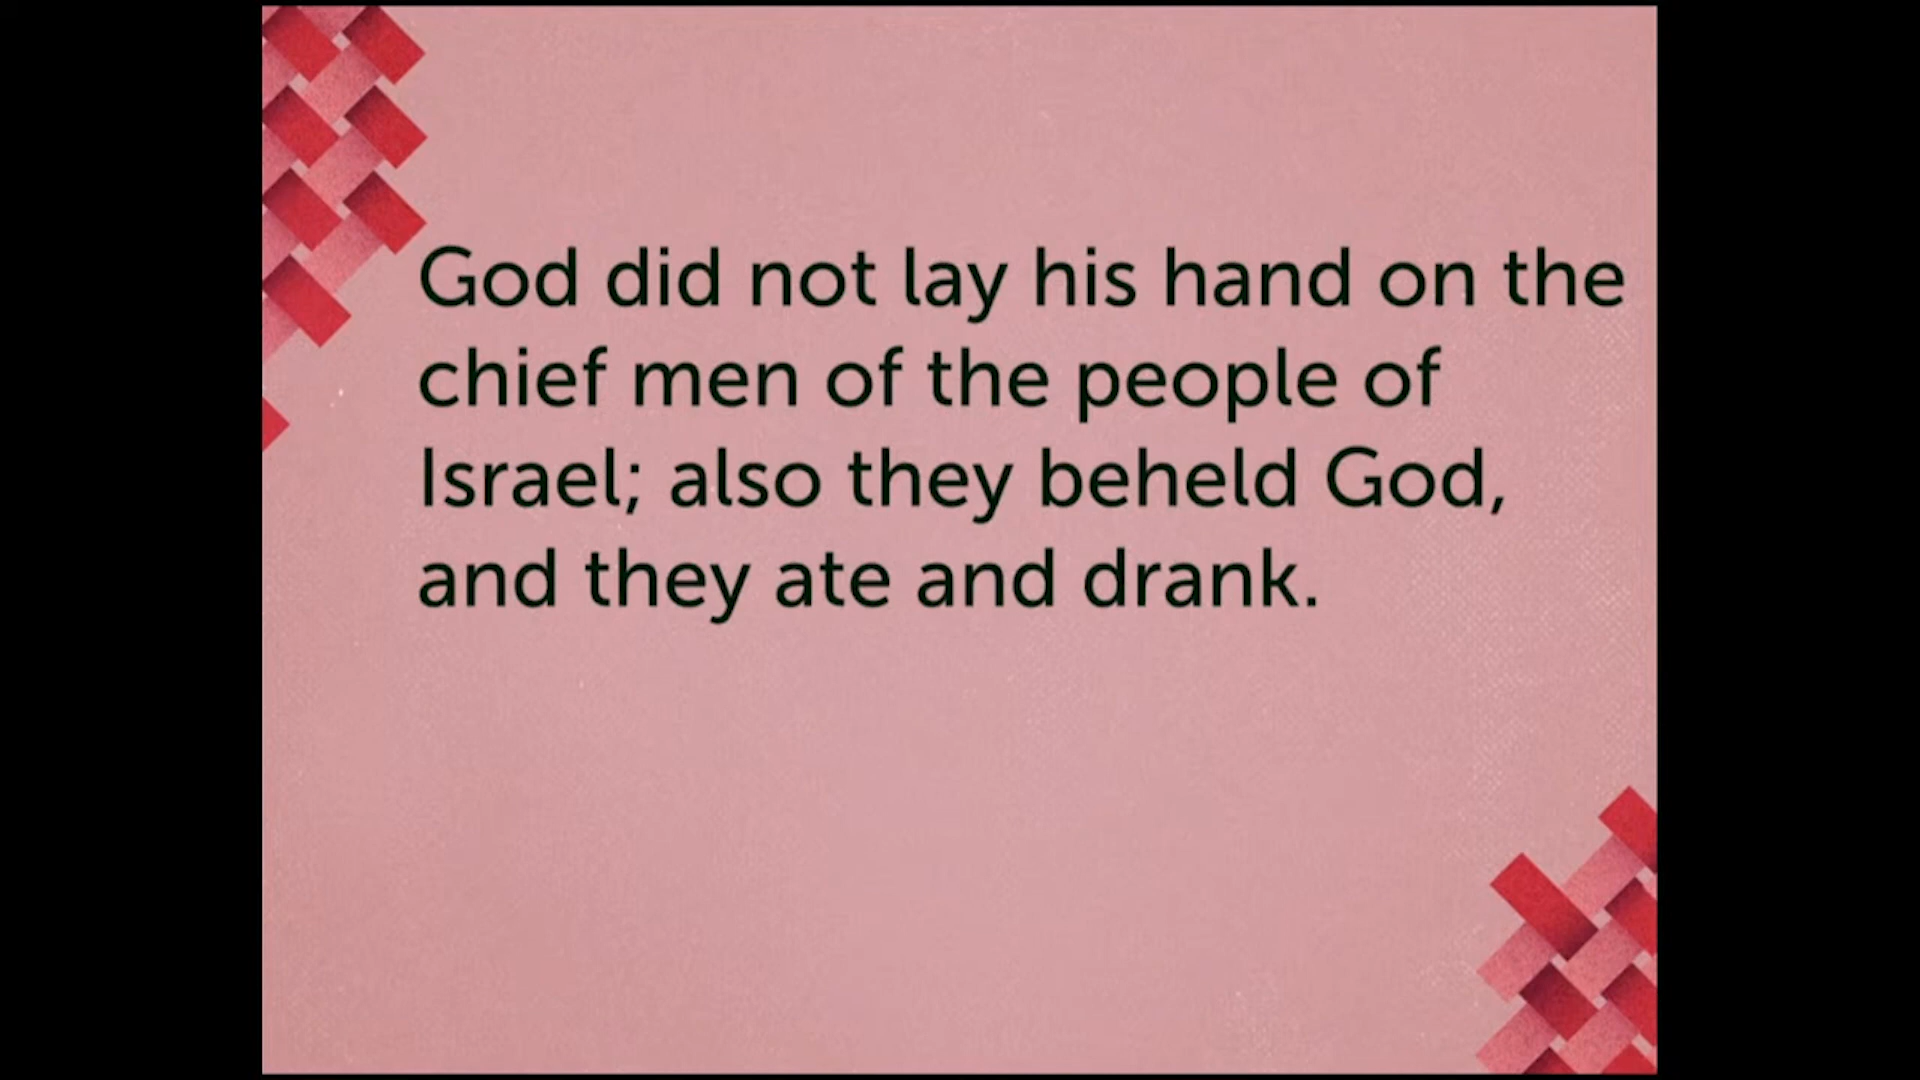 God did not lay his hand on the
chief men of the people of
Israel; also they beheld God,
and they ate and drank.